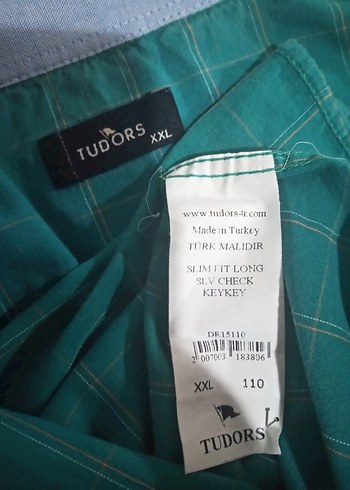 TUDORS XXL
www.tudors-tr.com
Made in Turkey
TÜRK MALIDIR
SLIM FIT LONG
SLV CHECK
KEYKEY
DR15110
2 007003 183806
XXL 110
TUDORS